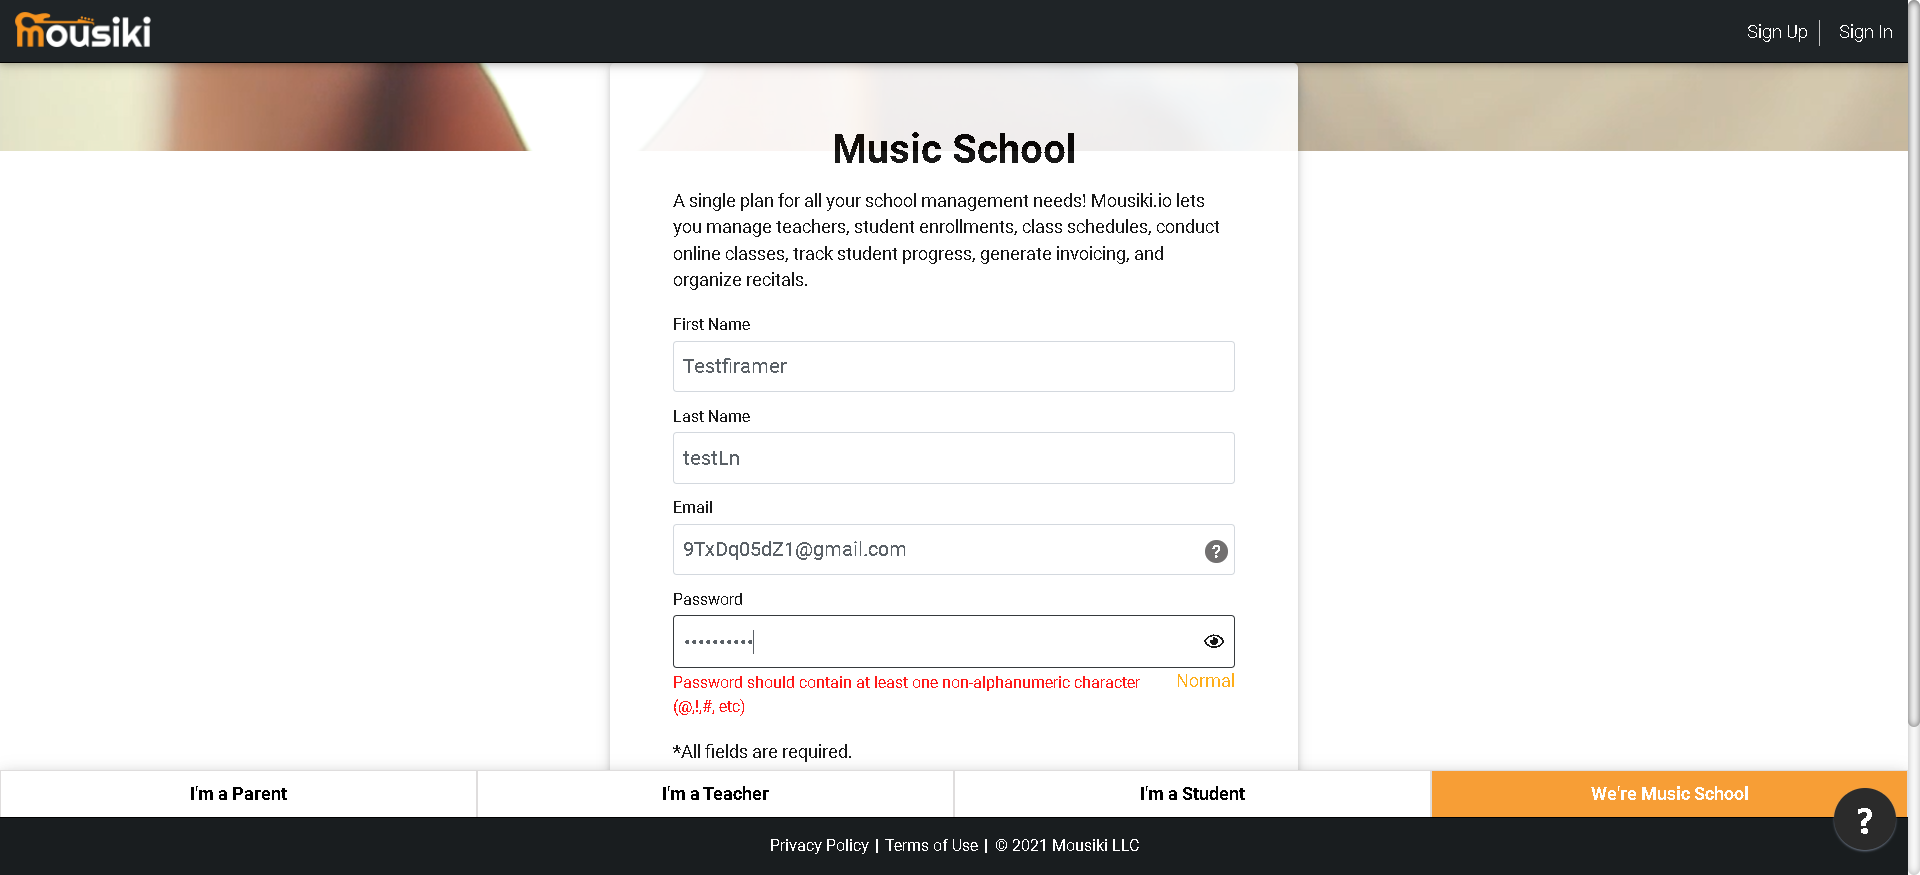 mousiki
Sign Up
Sign In
Music School
A single plan for all your school management needs! Mousiki.io lets
you manage teachers, student enrollments, class schedules, conduct
online classes, track student progress, generate invoicing, and
organize recitals.
First Name
Testfiramer
Last Name
testLn
Email
9TxDq05dZ1@gmail.com
?
Password
••••••••••
Password should contain at least one non-alphanumeric character
(@,!,#, etc)
Normal
*All fields are required.
I'm a Parent
I'm a Teacher
I'm a Student
We're Music School
?
Privacy Policy | Terms of Use | © 2021 Mousiki LLC